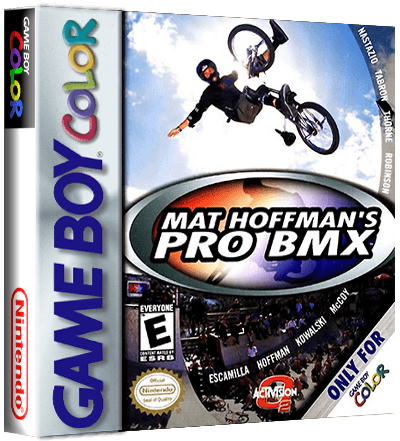 GAME BOY
COLOR
Nintendo
GAME BOY COLOR
NASTAZIO TABRON THORNE ROBINSON
MAT HOFFMAN'S
PRO BMX
EVERYONE
E
CONTENT RATED BY
ESRB
ESCAMILLA HOFFMAN KOWALSKI McCOY
Official
Nintendo
Seal of Quality
ACTIVISION
O2
ONLY FOR
GAME BOY
COLOR